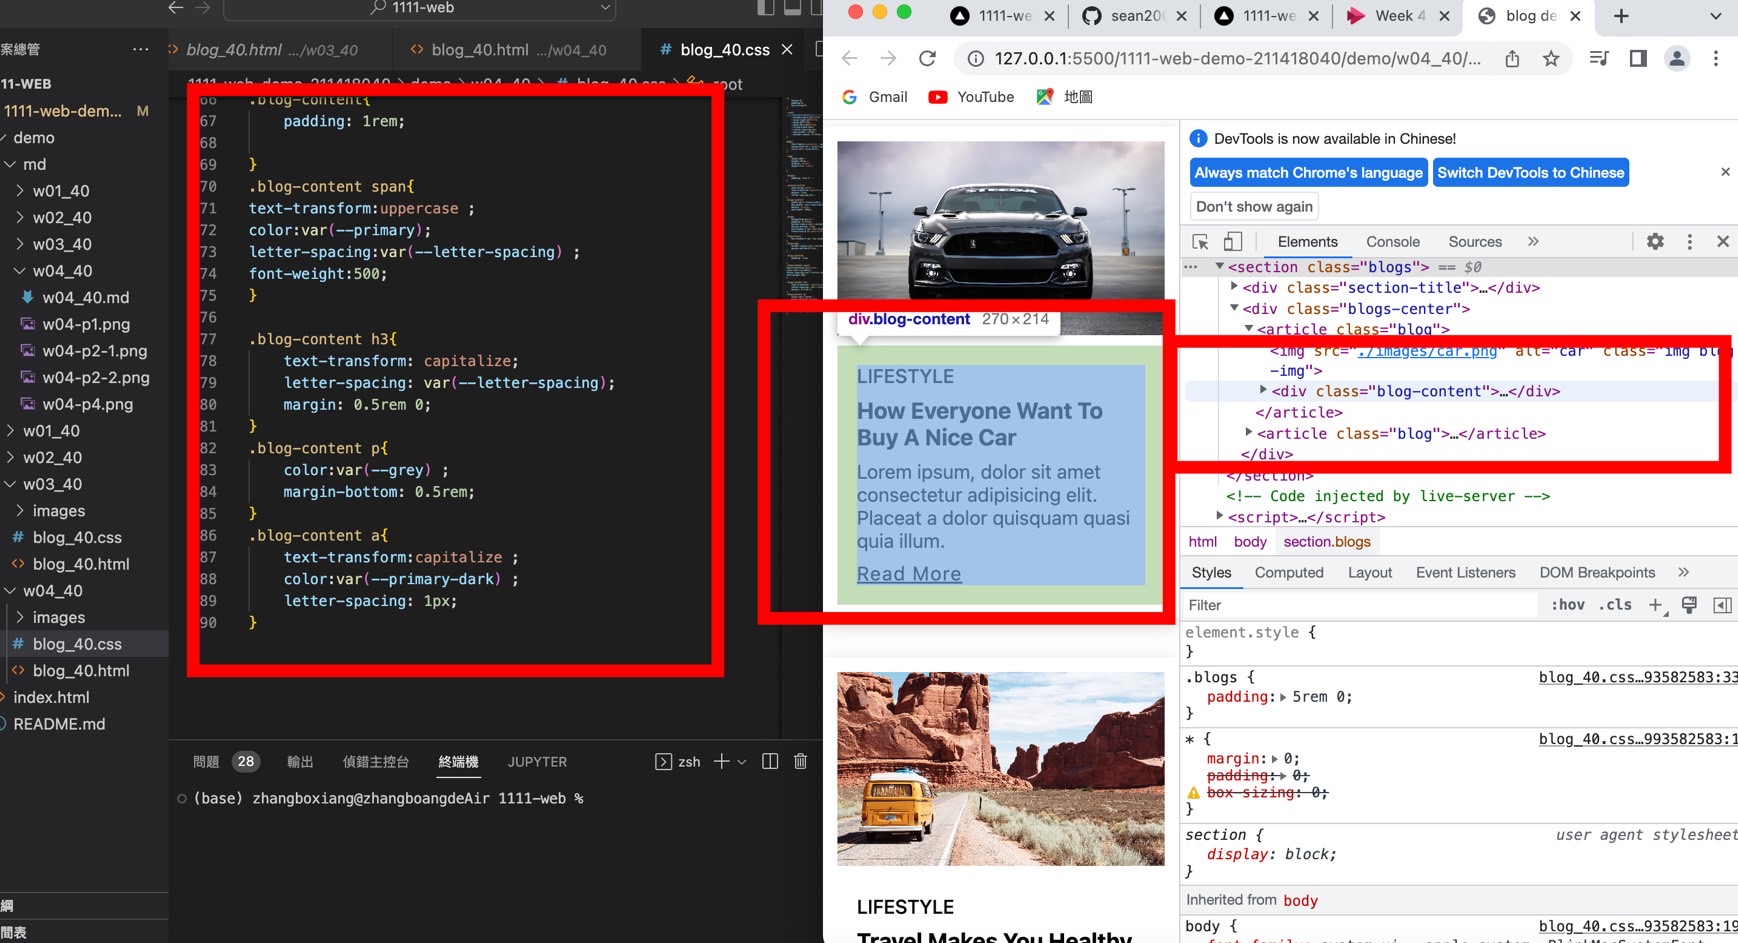 1111-web
案總管 ···
11-WEB
1111-web-dem... M
demo
md
w01_40
w02_40
w03_40
w04_40
w04_40.md
w04-p1.png
w04-p2-1.png
w04-p2-2.png
w04-p4.png
w01_40
w02_40
w03_40
images
blog_40.css
blog_40.html
w04_40
images
blog_40.css
blog_40.html
index.html
README.md
綱
間表
blog_40.html .../w03_40
blog_40.html .../w04_40
# blog_40.css
1111-web-demo-211418040 > demo > w04_40 > # blog_40.css > root
66 .blog-content{
67 padding: 1rem;
68
69 }
70 .blog-content span{
71 text-transform:uppercase ;
72 color:var(--primary);
73 letter-spacing:var(--letter-spacing) ;
74 font-weight:500;
75 }
76
77 .blog-content h3{
78 text-transform: capitalize;
79 letter-spacing: var(--letter-spacing);
80 margin: 0.5rem 0;
81 }
82 .blog-content p{
83 color:var(--grey) ;
84 margin-bottom: 0.5rem;
85 }
86 .blog-content a{
87 text-transform:capitalize ;
88 color:var(--primary-dark) ;
89 letter-spacing: 1px;
90 }
問題 28 輸出 偵錯主控台 終端機 JUPYTER zsh
(base) zhangboxiang@zhangboangdeAir 1111-web %
1111-we sean20 1111-we Week 4 blog de
127.0.0.1:5500/1111-web-demo-211418040/demo/w04_40/...
Gmail YouTube 地圖
div.blog-content 270×214
LIFESTYLE
How Everyone Want To
Buy A Nice Car
Lorem ipsum, dolor sit amet
consectetur adipisicing elit.
Placeat a dolor quisquam quasi
quia illum.
Read More
LIFESTYLE
Travel Makes You Healthy
DevTools is now available in Chinese!
Always match Chrome's language Switch DevTools to Chinese
Don't show again
Elements Console Sources »
··· <section class="blogs"> == $0
<div class="section-title">…</div>
<div class="blogs-center">
<article class="blog">
<img src="./images/car.png" alt="car" class="img blog
-img">
<div class="blog-content">…</div>
</article>
<article class="blog">…</article>
</div>
</section>
<!-- Code injected by live-server -->
<script>…</script>
html body section.blogs
Styles Computed Layout Event Listeners DOM Breakpoints »
Filter :hov .cls +
element.style {
}
.blogs { blog_40.css…93582583:33
padding: 5rem 0;
}
* { blog_40.css…993582583:1
margin: 0;
padding: 0;
box-sizing: 0;
}
section { user agent stylesheet
display: block;
}
Inherited from body
body { blog_40.css…93582583:19